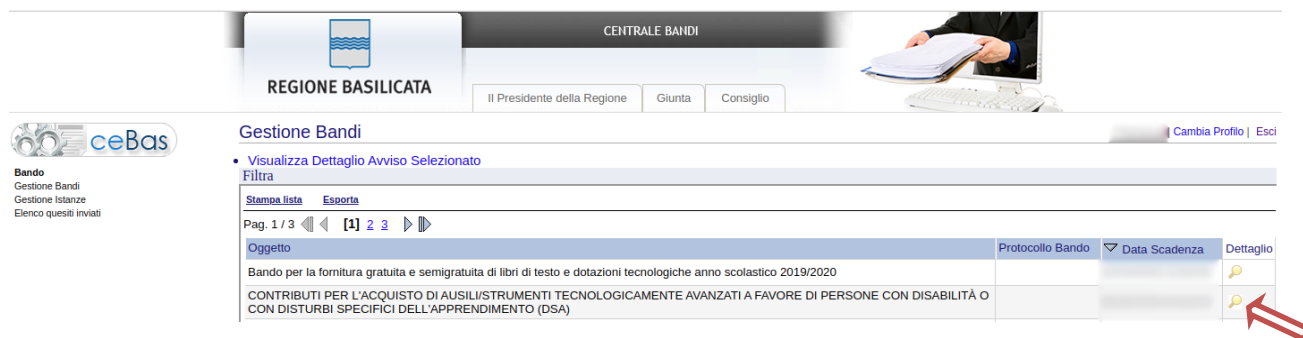 CENTRALE BANDI
REGIONE BASILICATA
Il Presidente della Regione Giunta Consiglio
ceBas
Gestione Bandi
| Cambia Profilo | Esci
Bando
Gestione Bandi
Gestione Istanze
Elenco quesiti inviati
Visualizza Dettaglio Avviso Selezionato
Filtra
Stampa lista Esporta
Pag. 1 / 3 [1] 2 3
Oggetto Protocollo Bando Data Scadenza Dettaglio
Bando per la fornitura gratuita e semigratuita di libri di testo e dotazioni tecnologiche anno scolastico 2019/2020
CONTRIBUTI PER L'ACQUISTO DI AUSILI/STRUMENTI TECNOLOGICAMENTE AVANZATI A FAVORE DI PERSONE CON DISABILITÀ O
CON DISTURBI SPECIFICI DELL'APPRENDIMENTO (DSA)